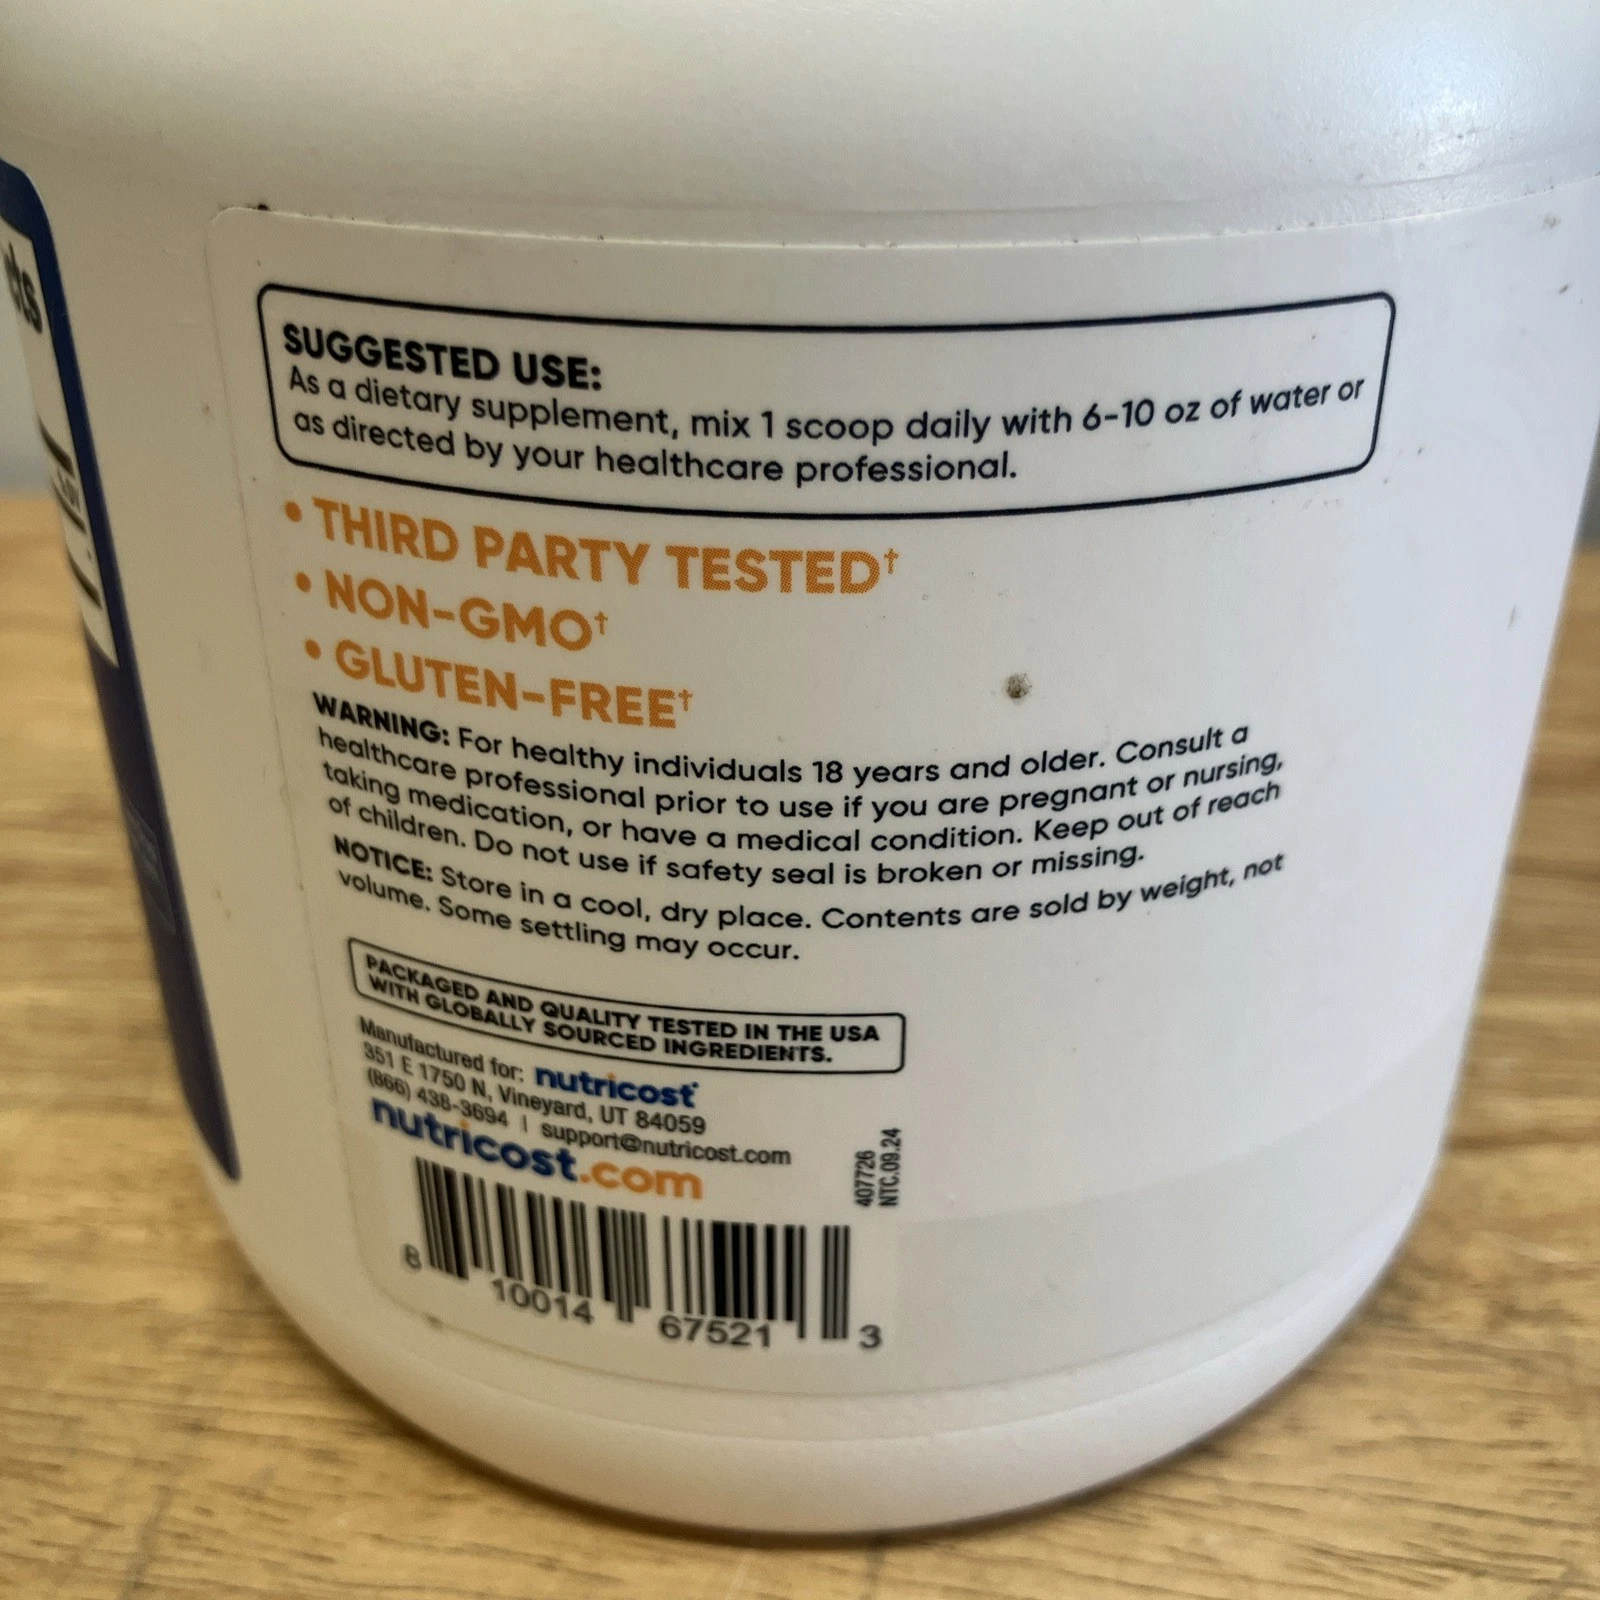 cts
SUGGESTED USE:
As a dietary supplement, mix 1 scoop daily with 6-10 oz of water or
as directed by your healthcare professional.
• THIRD PARTY TESTED†
• NON-GMO†
• GLUTEN-FREE†
WARNING: For healthy individuals 18 years and older. Consult a
healthcare professional prior to use if you are pregnant or nursing,
taking medication, or have a medical condition. Keep out of reach
of children. Do not use if safety seal is broken or missing.
NOTICE: Store in a cool, dry place. Contents are sold by weight, not
volume. Some settling may occur.
PACKAGED AND QUALITY TESTED IN THE USA
WITH GLOBALLY SOURCED INGREDIENTS.
Manufactured for: nutricost
351 E 1750 N, Vineyard, UT 84059
(866) 438-3694 | support@nutricost.com
nutricost.com
407726
NTC.09.24
8 10014 67521 3